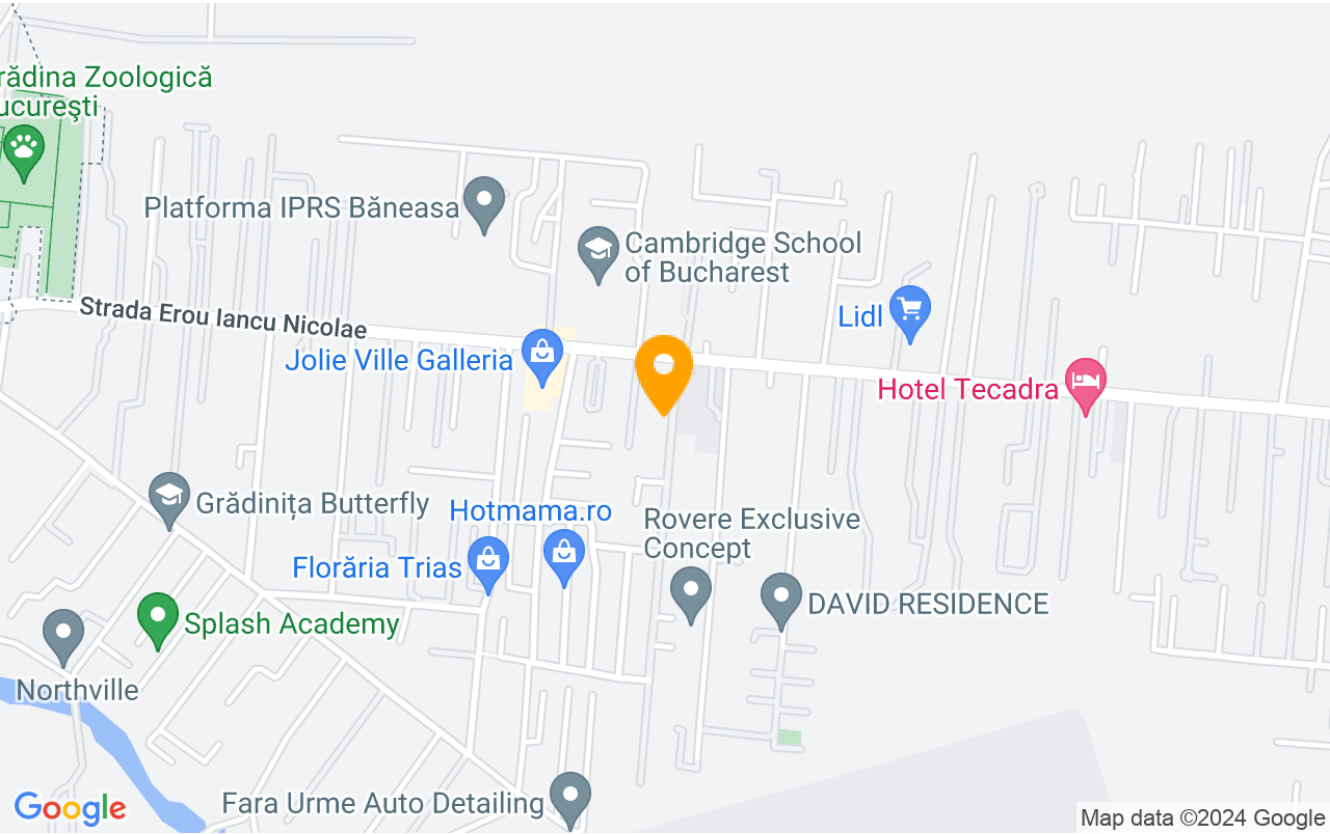 rădina Zoologică
ucureşti
Platforma IPRS Băneasa
Cambridge School
of Bucharest
Strada Erou Iancu Nicolae
Lidl
Jolie Ville Galleria
Hotel Tecadra
Grădinița Butterfly
Hotmama.ro
Rovere Exclusive
Concept
Florăria Trias
DAVID RESIDENCE
Splash Academy
Northville
Fara Urme Auto Detailing
Google
Map data ©2024 Google